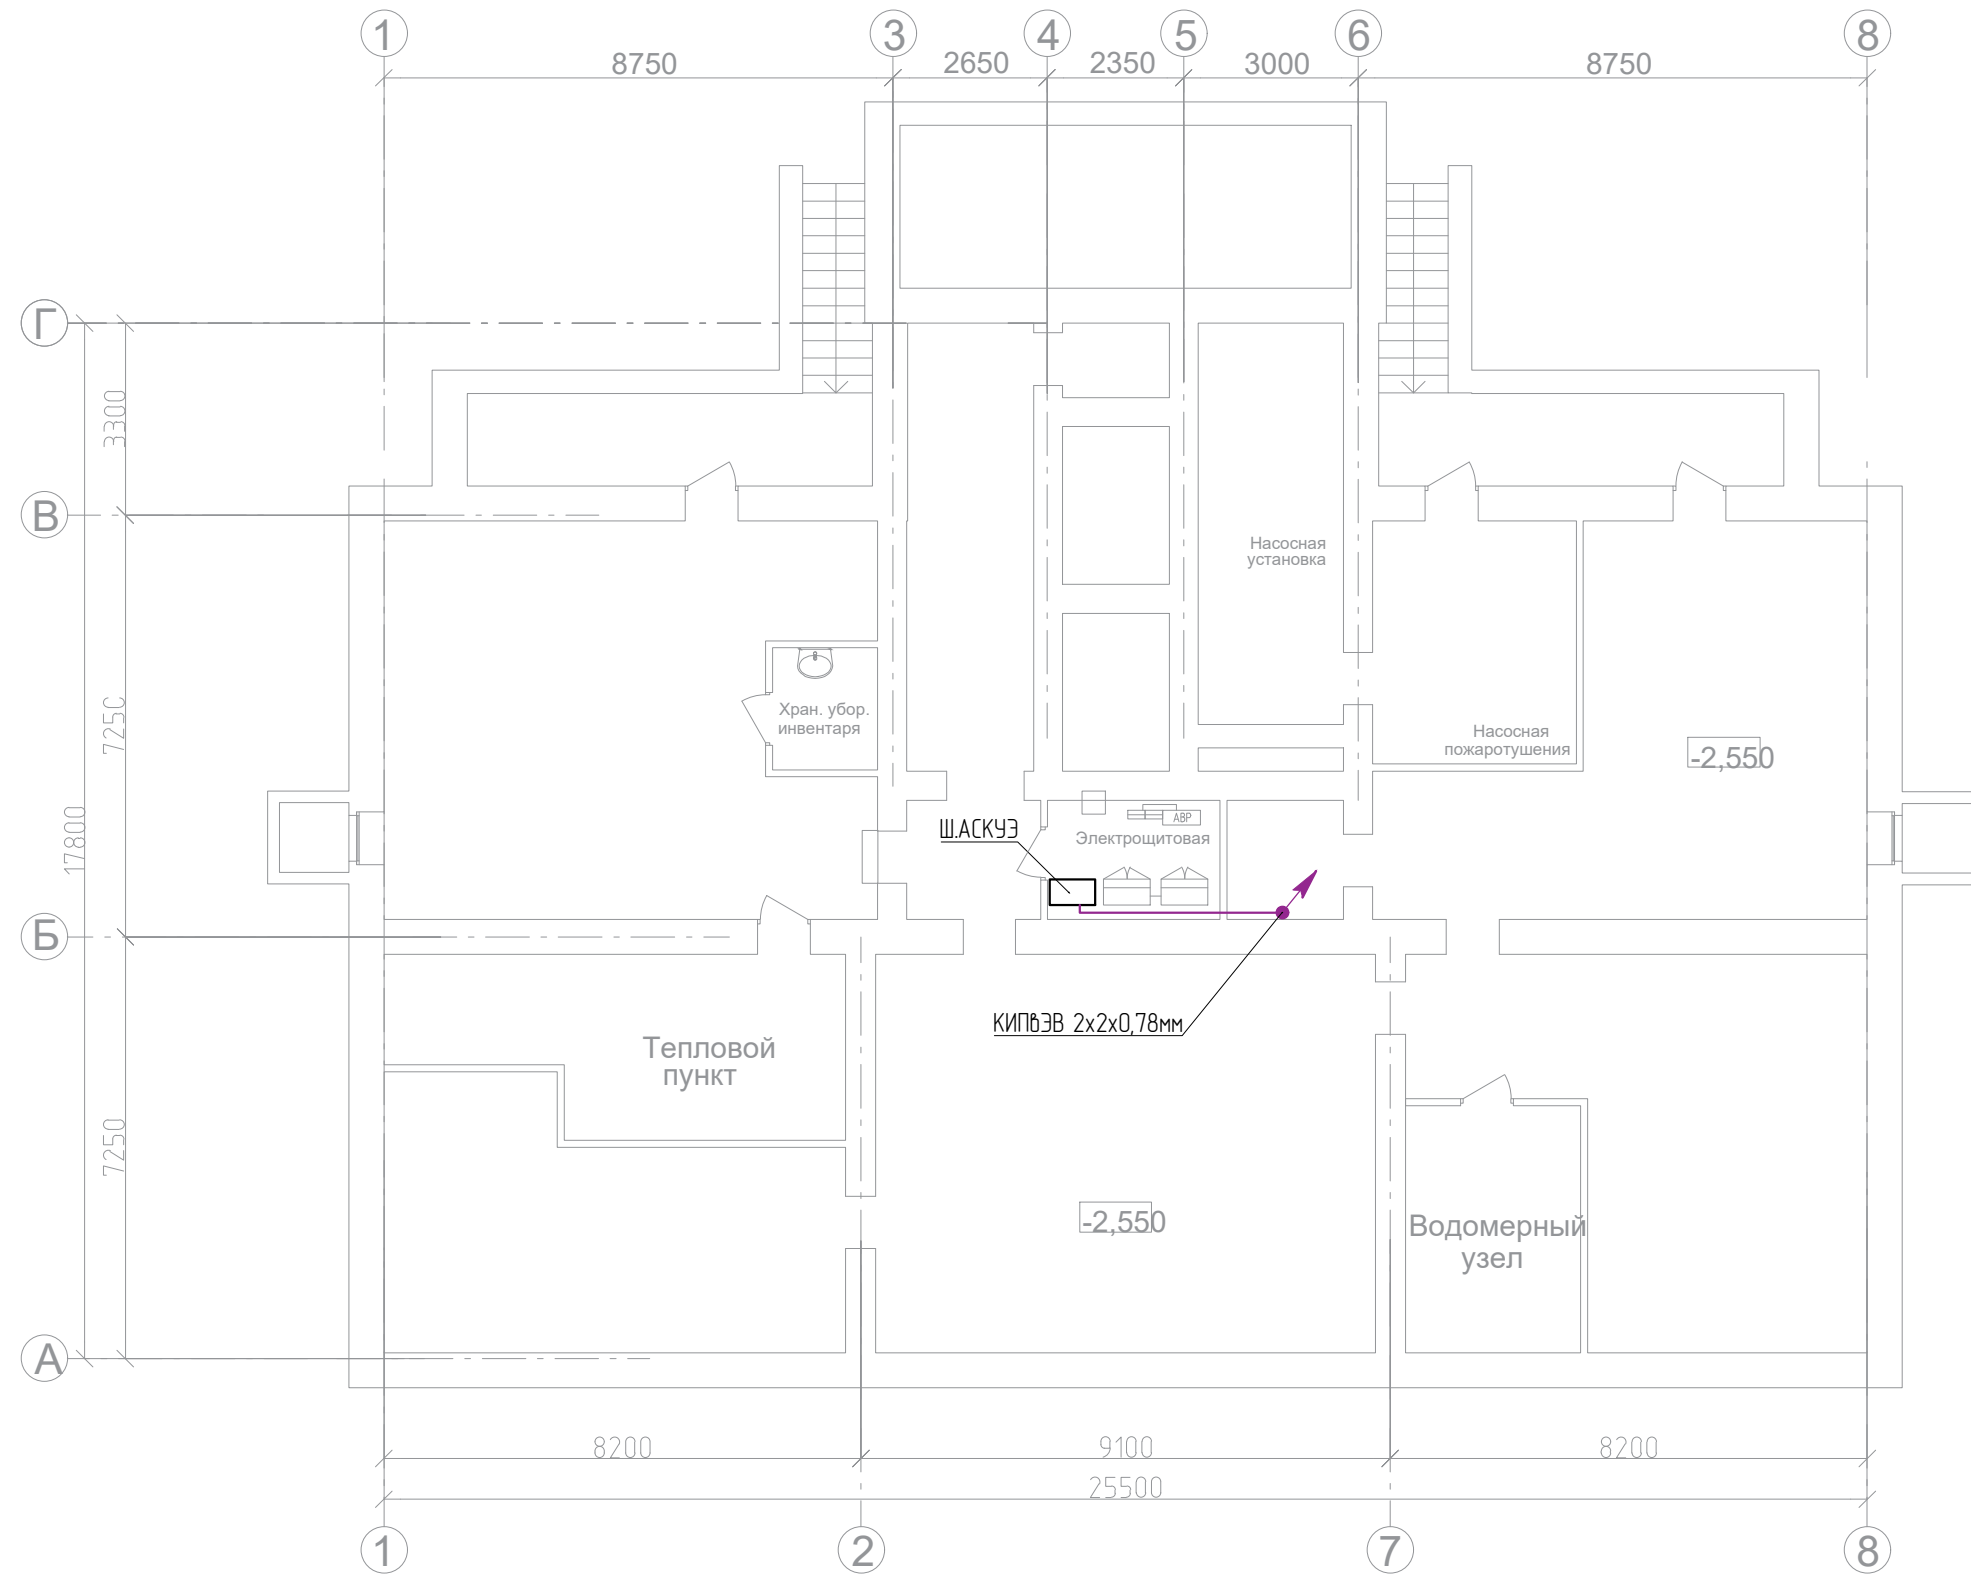 1
3
4
5
6
8
8750
2650
2350
3000
8750
Г
3300
В
Насосная
установка
7250
Хран. убор.
инвентаря
Насосная
пожаротушения
-2,550
17800
Ш.АСКУЭ
АВР
Электрощитовая
Б
КИПвЭВ 2х2х0,78мм
Тепловой
пункт
7250
-2,550
Водомерный
узел
А
8200
9100
8200
25500
1
2
7
8